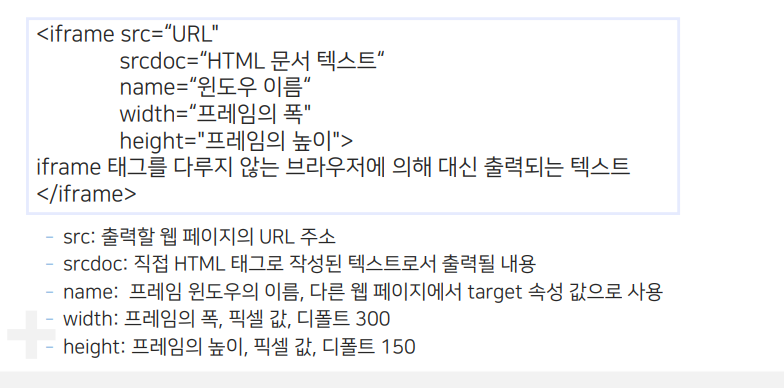 <iframe src=“URL"
srcdoc=“HTML 문서 텍스트“
name=“윈도우 이름“
width=“프레임의 폭"
height="프레임의 높이">
iframe 태그를 다루지 않는 브라우저에 의해 대신 출력되는 텍스트
</iframe>
- src: 출력할 웹 페이지의 URL 주소
- srcdoc: 직접 HTML 태그로 작성된 텍스트로서 출력될 내용
- name: 프레임 윈도우의 이름, 다른 웹 페이지에서 target 속성 값으로 사용
- width: 프레임의 폭, 픽셀 값, 디폴트 300
- height: 프레임의 높이, 픽셀 값, 디폴트 150